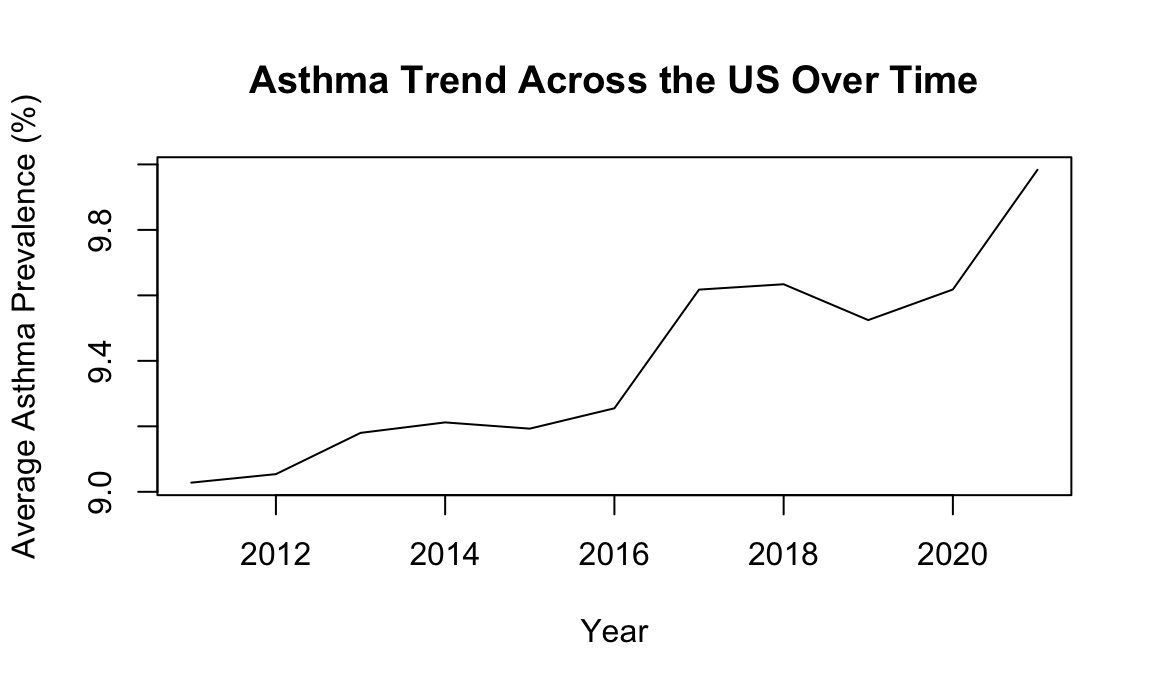 Asthma Trend Across the US Over Time
Average Asthma Prevalence (%)
9.8
9.4
9.0
2012 2014 2016 2018 2020
Year